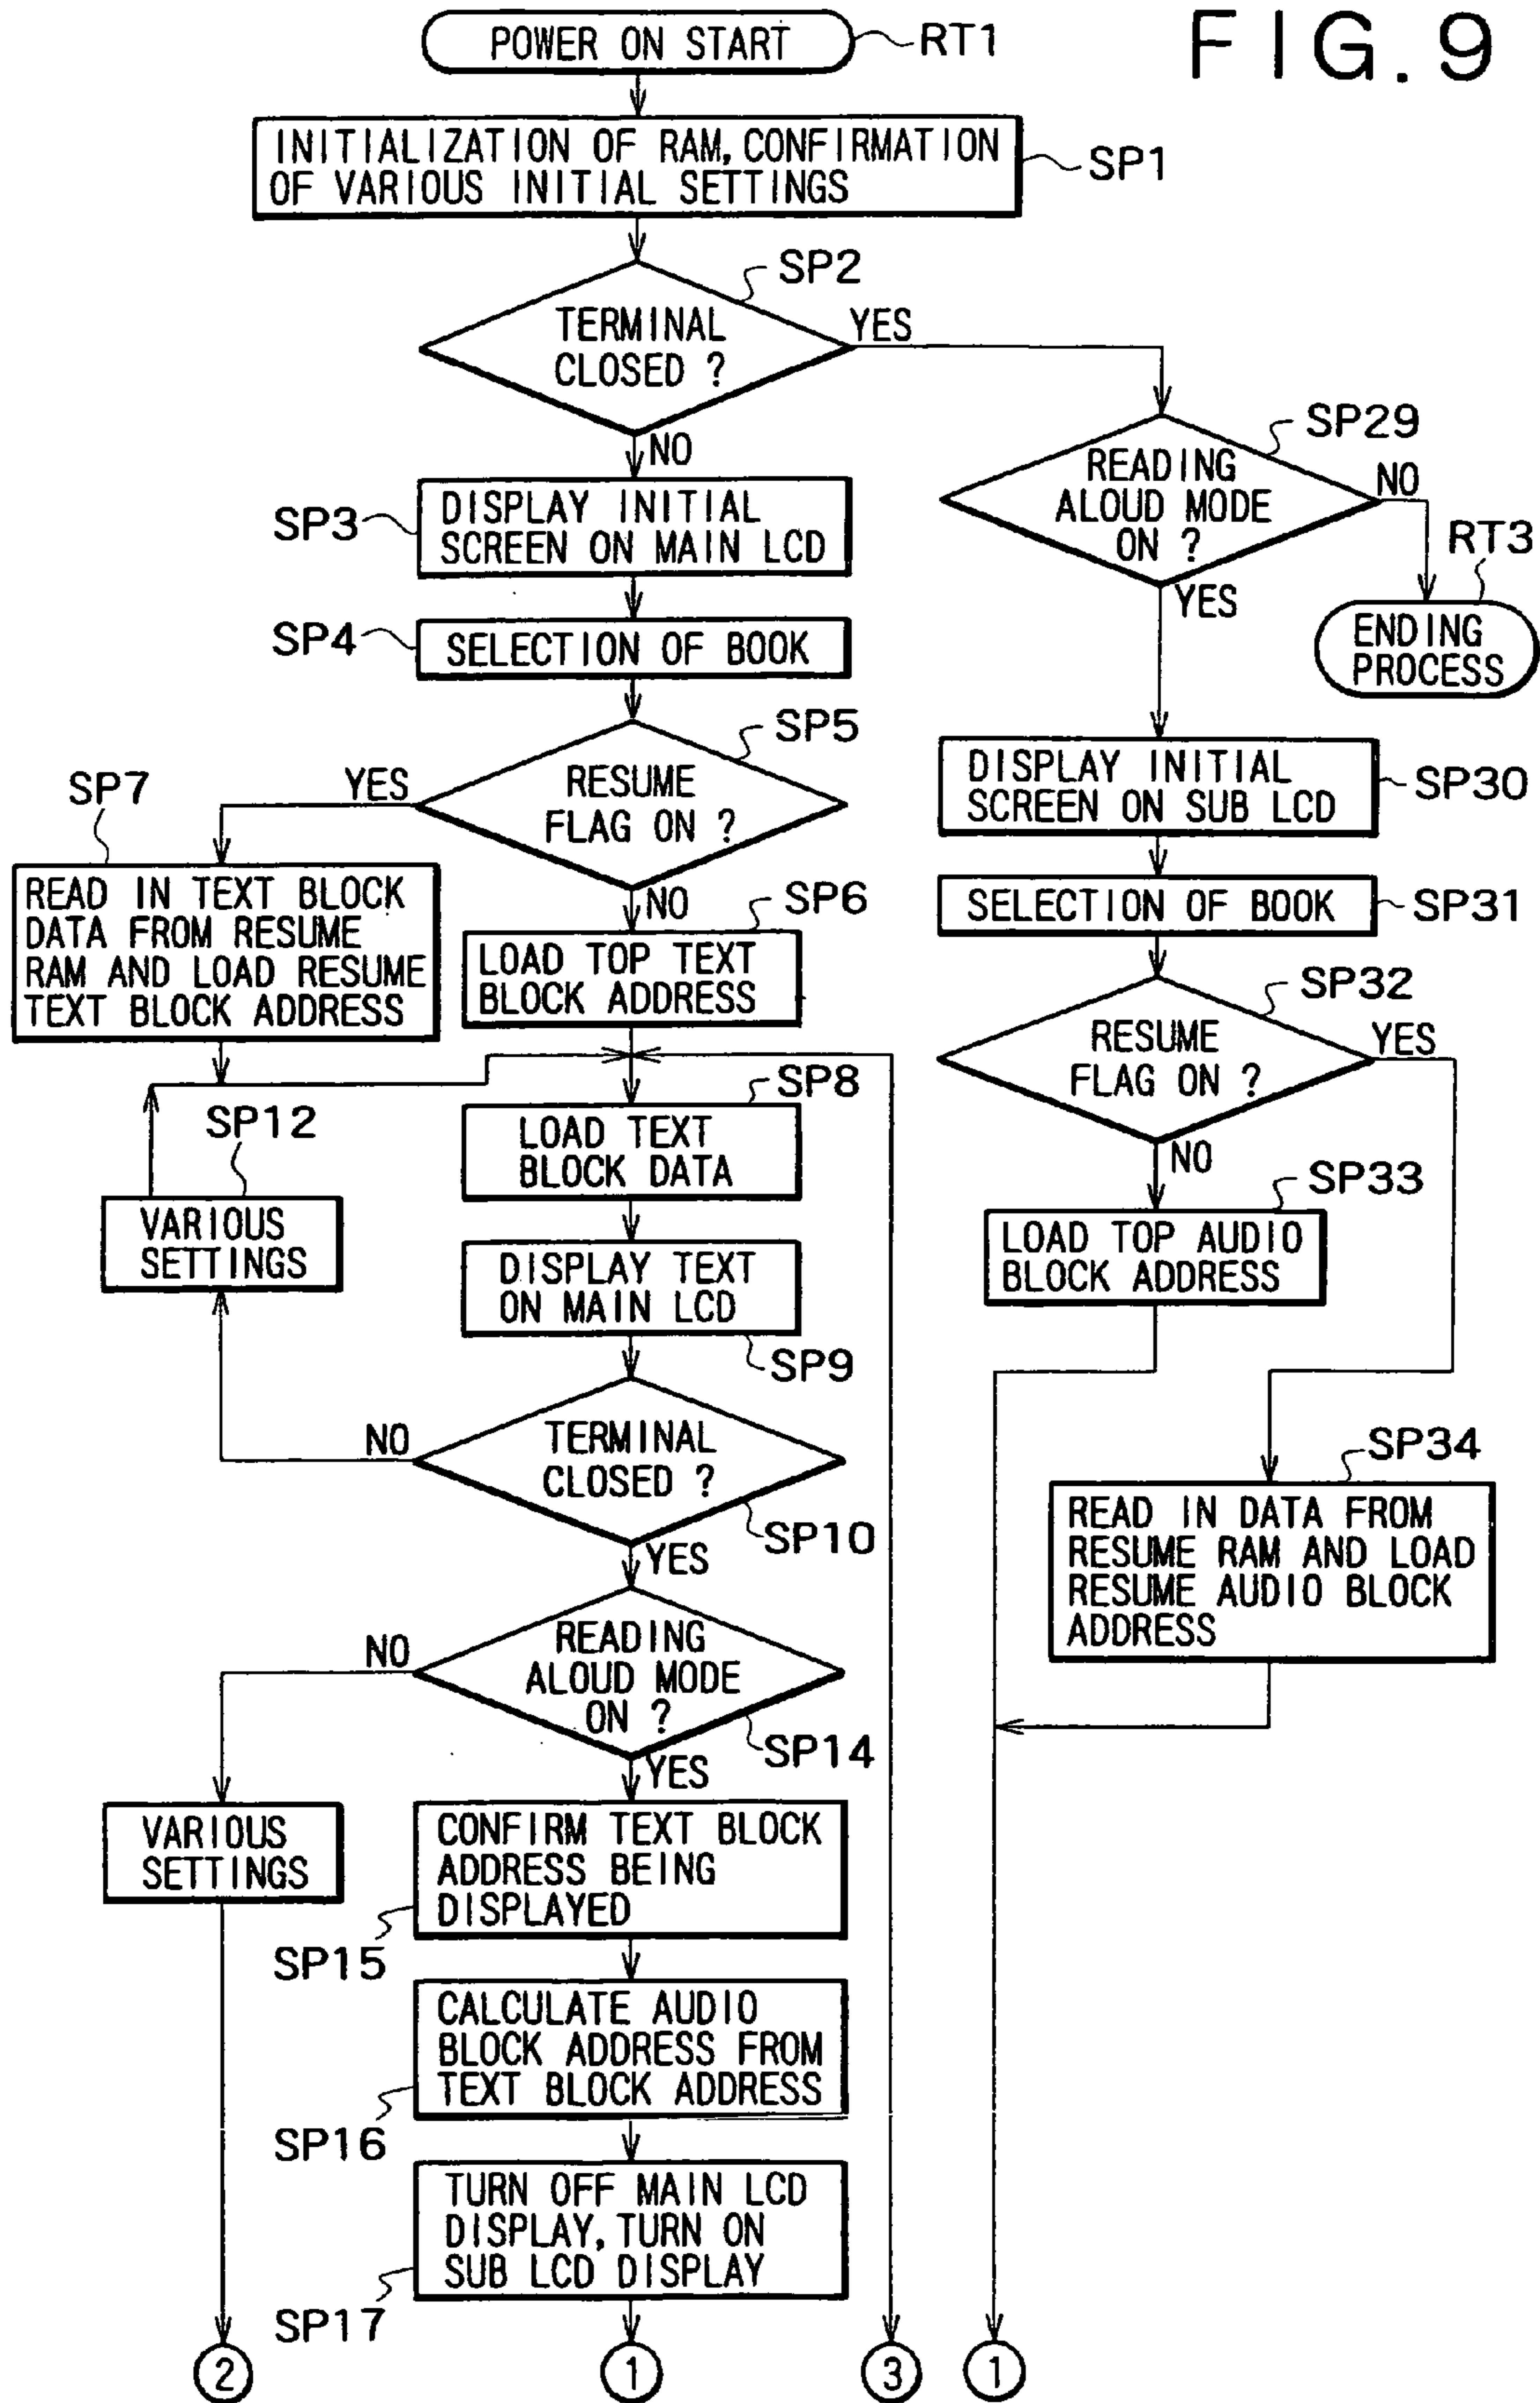 FIG. 9
POWER ON START
RT1
INITIALIZATION OF RAM, CONFIRMATION
OF VARIOUS INITIAL SETTINGS
SP1
SP2
TERMINAL
CLOSED ?
YES
NO
SP3
DISPLAY INITIAL
SCREEN ON MAIN LCD
SP4
SELECTION OF BOOK
SP5
RESUME
FLAG ON ?
YES
NO
SP7
READ IN TEXT BLOCK
DATA FROM RESUME
RAM AND LOAD RESUME
TEXT BLOCK ADDRESS
SP6
LOAD TOP TEXT
BLOCK ADDRESS
SP8
LOAD TEXT
BLOCK DATA
SP12
VARIOUS
SETTINGS
DISPLAY TEXT
ON MAIN LCD
SP9
TERMINAL
CLOSED ?
NO
SP10
YES
READING
ALOUD MODE
ON ?
NO
SP14
YES
VARIOUS
SETTINGS
CONFIRM TEXT BLOCK
ADDRESS BEING
DISPLAYED
SP15
CALCULATE AUDIO
BLOCK ADDRESS FROM
TEXT BLOCK ADDRESS
SP16
TURN OFF MAIN LCD
DISPLAY, TURN ON
SUB LCD DISPLAY
SP17
SP29
READING
ALOUD MODE
ON ?
NO
YES
RT3
ENDING
PROCESS
DISPLAY INITIAL
SCREEN ON SUB LCD
SP30
SELECTION OF BOOK
SP31
SP32
RESUME
FLAG ON ?
YES
NO
SP33
LOAD TOP AUDIO
BLOCK ADDRESS
SP34
READ IN DATA FROM
RESUME RAM AND LOAD
RESUME AUDIO BLOCK
ADDRESS
2
1
3
1